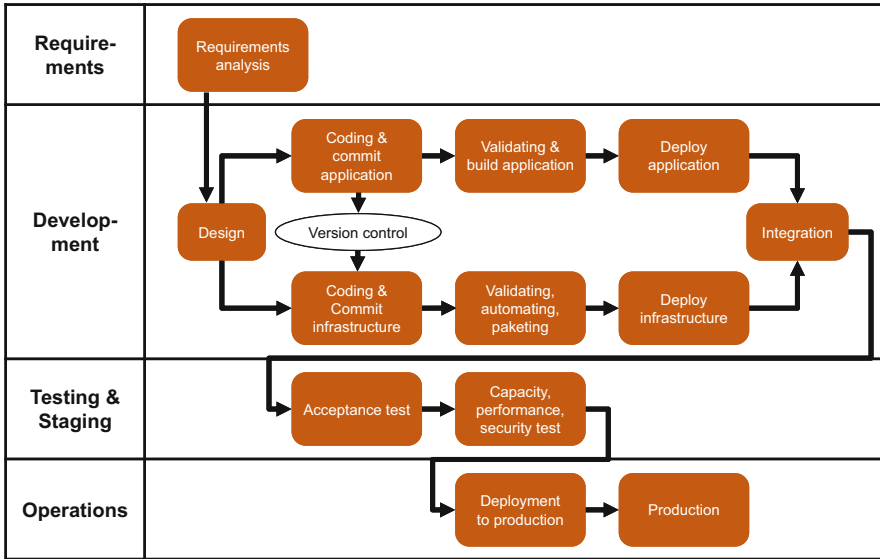 Require-
ments
Requirements
analysis
Develop-
ment
Coding &
commit
application
Validating &
build application
Deploy
application
Design
Version control
Integration
Coding &
Commit
infrastructure
Validating,
automating,
paketing
Deploy
infrastructure
Testing &
Staging
Acceptance test
Capacity,
performance,
security test
Operations
Deployment
to production
Production